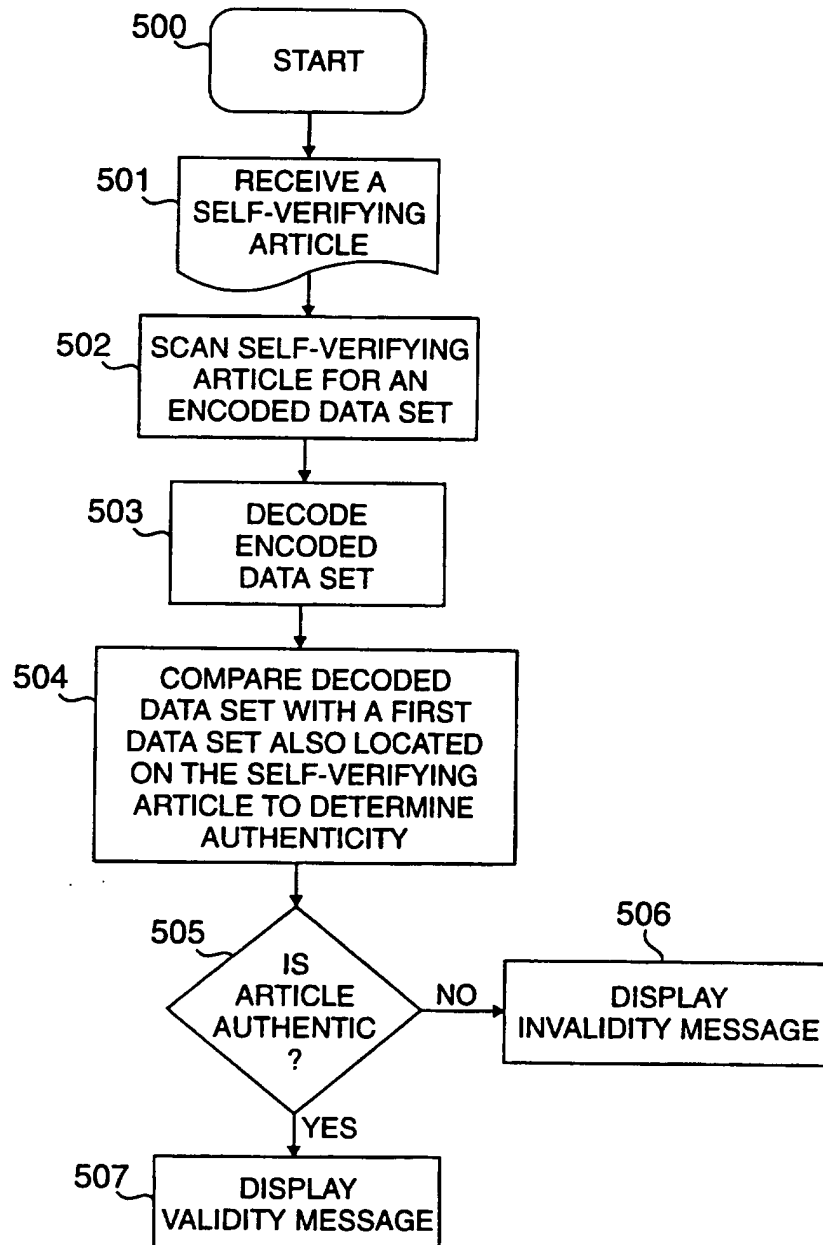 500
START
501
RECEIVE A
SELF-VERIFYING
ARTICLE
502
SCAN SELF-VERIFYING
ARTICLE FOR AN
ENCODED DATA SET
503
DECODE
ENCODED
DATA SET
504
COMPARE DECODED
DATA SET WITH A FIRST
DATA SET ALSO LOCATED
ON THE SELF-VERIFYING
ARTICLE TO DETERMINE
AUTHENTICITY
505
IS
ARTICLE
AUTHENTIC
?
NO
506
DISPLAY
INVALIDITY MESSAGE
YES
507
DISPLAY
VALIDITY MESSAGE